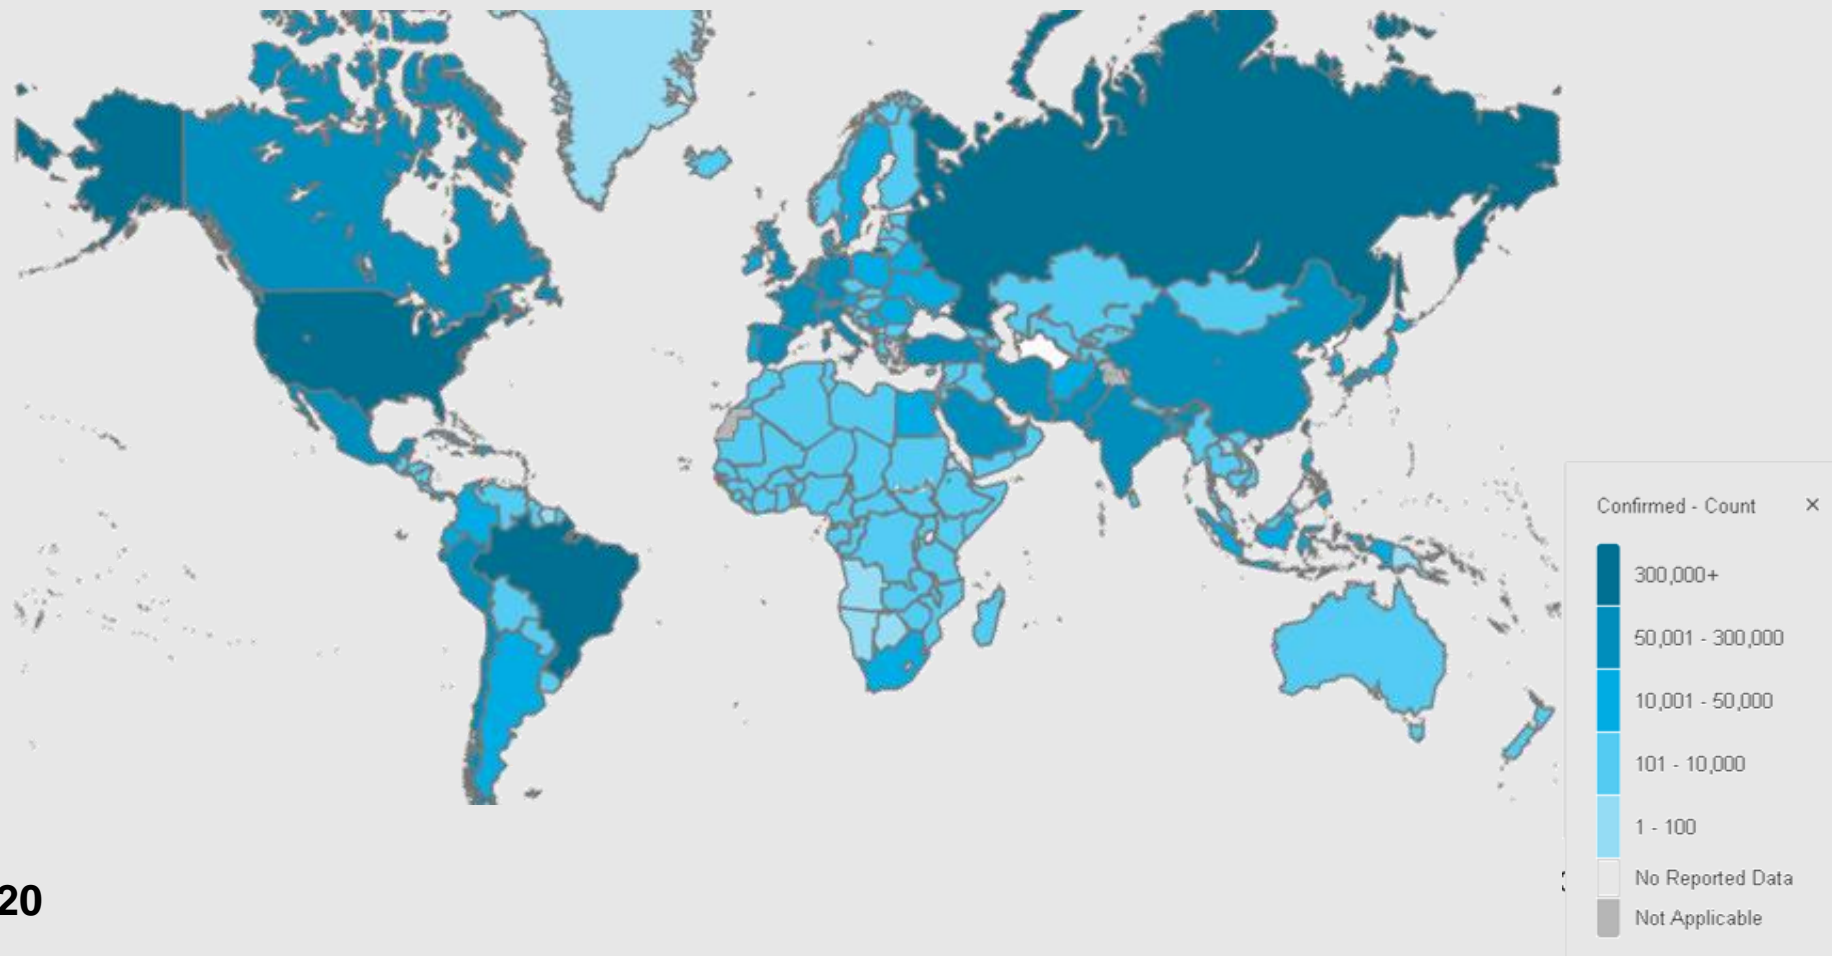 Confirmed - Count ×
300,000+
50,001 - 300,000
10,001 - 50,000
101 - 10,000
1 - 100
No Reported Data
Not Applicable
20